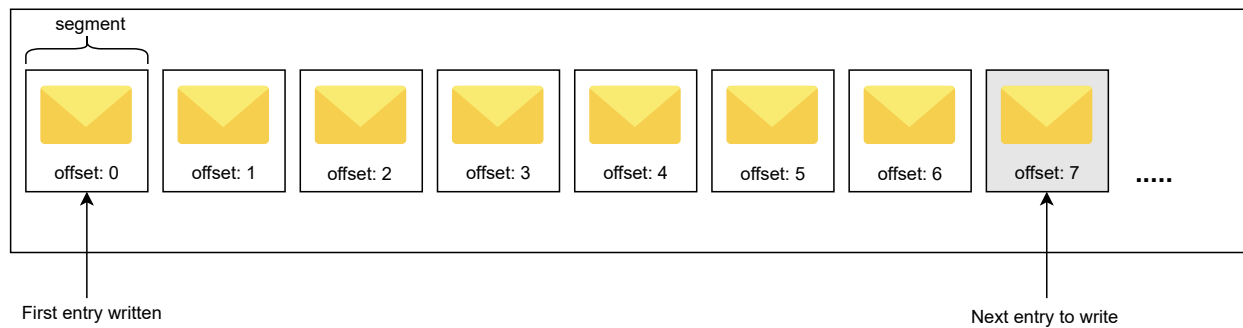 segment
offset: 0
offset: 1
offset: 2
offset: 3
offset: 4
offset: 5
offset: 6
offset: 7
.....
First entry written
Next entry to write